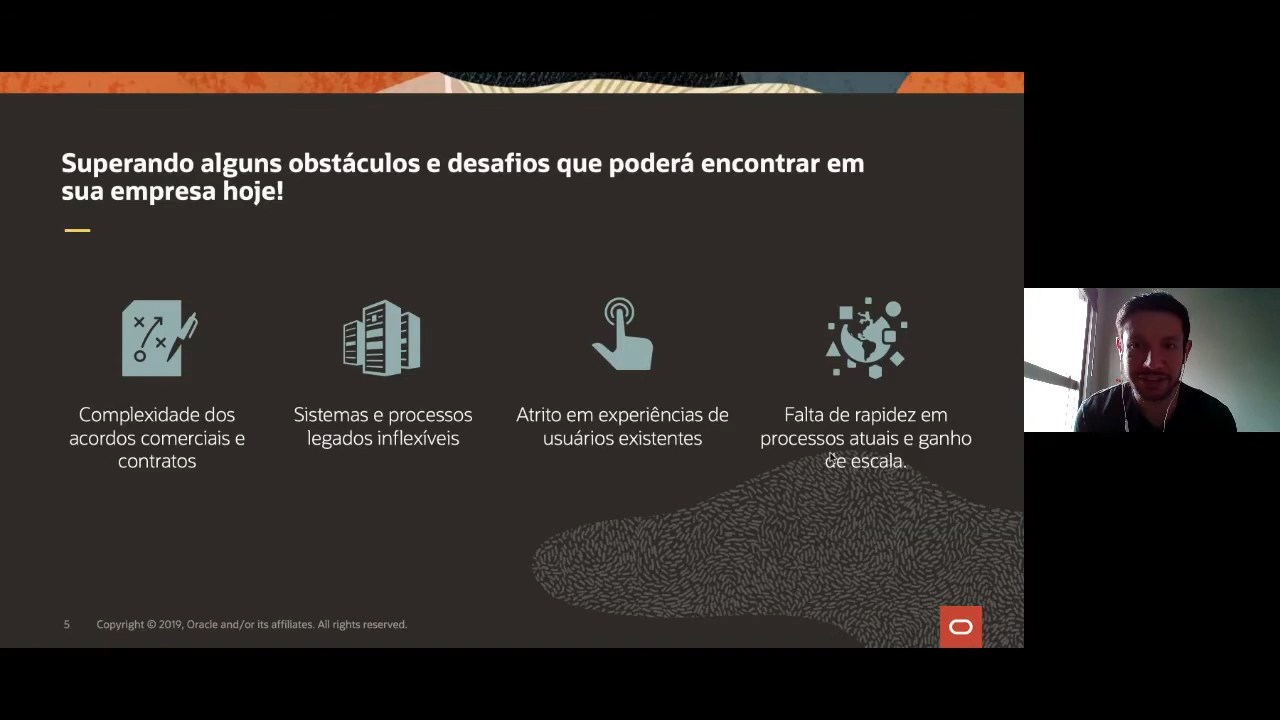 Superando alguns obstáculos e desafios que poderá encontrar em
sua empresa hoje!
Complexidade dos
acordos comerciais e
contratos
Sistemas e processos
legados inflexíveis
Atrito em experiências de
usuários existentes
Falta de rapidez em
processos atuais e ganho
de escala.
5 Copyright © 2019, Oracle and/or its affiliates. All rights reserved.